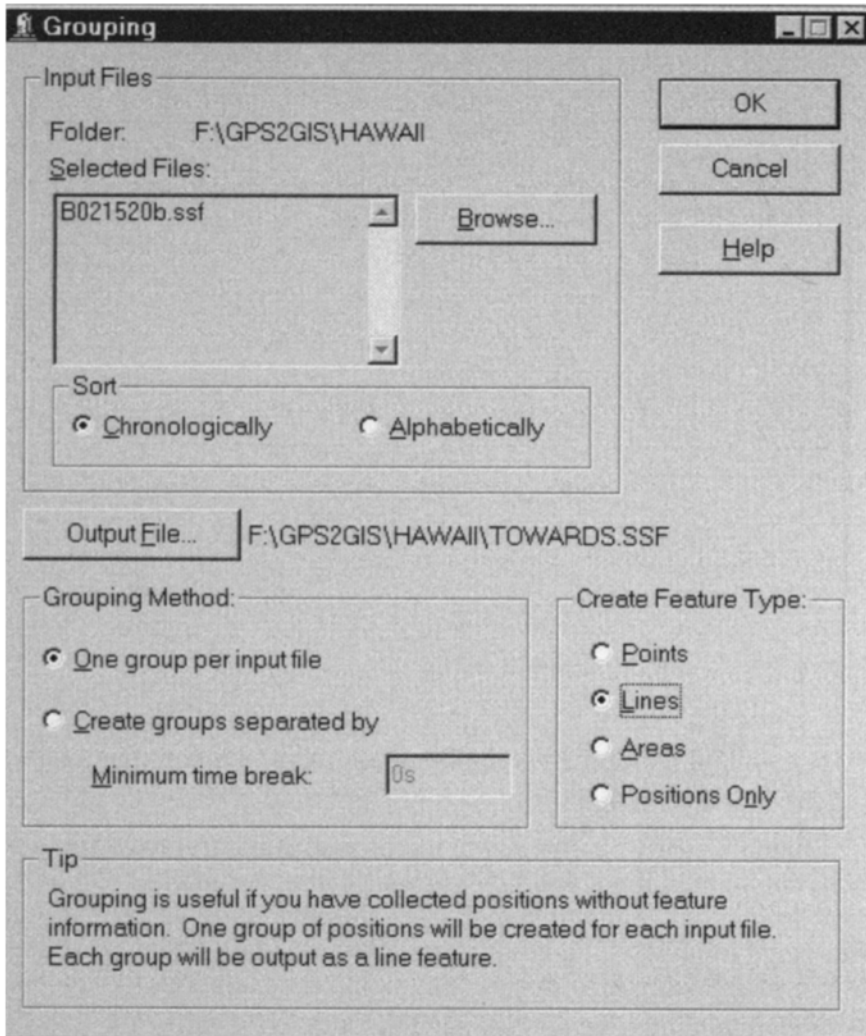 Grouping
Input Files
Folder: F:\GPS2GIS\HAWAII
Selected Files:
B021520b.ssf
Browse...
Sort
Chronologically
Alphabetically
OK
Cancel
Help
Output File... F:\GPS2GIS\HAWAII\TOWARDS.SSF
Grouping Method:
One group per input file
Create groups separated by
Minimum time break: 0s
Create Feature Type:
Points
Lines
Areas
Positions Only
Tip
Grouping is useful if you have collected positions without feature
information. One group of positions will be created for each input file.
Each group will be output as a line feature.